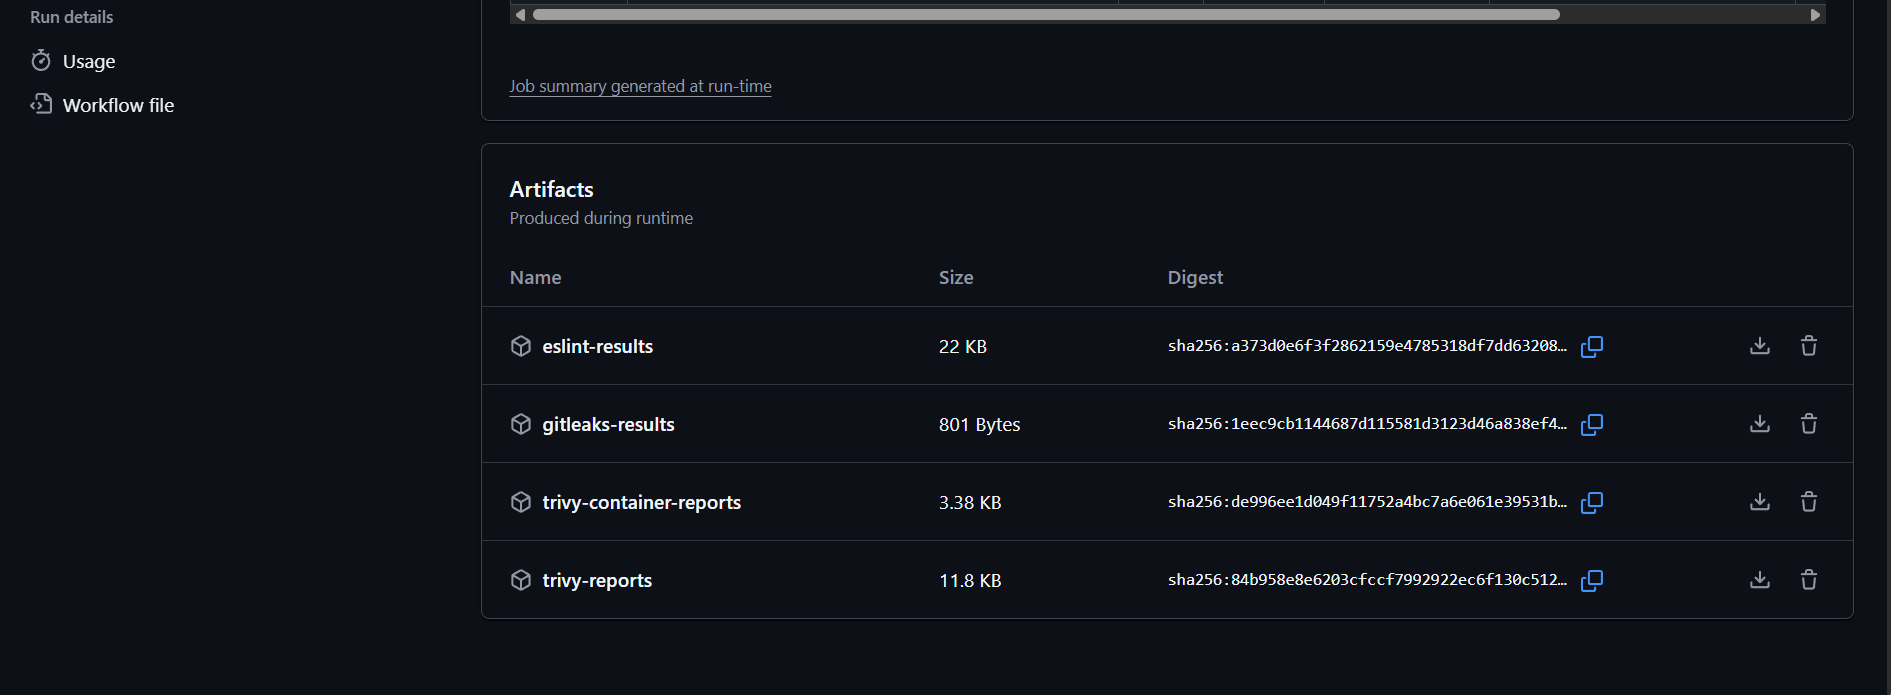 Run details
Usage
Workflow file
Job summary generated at run-time
Artifacts
Produced during runtime
Name Size Digest
eslint-results 22 KB sha256:a373d0e6f3f2862159e4785318df7dd63208…
gitleaks-results 801 Bytes sha256:1eec9cb1144687d115581d3123d46a838ef4…
trivy-container-reports 3.38 KB sha256:de996ee1d049f11752a4bc7a6e061e39531b…
trivy-reports 11.8 KB sha256:84b958e8e6203cfccf7992922ec6f130c512…